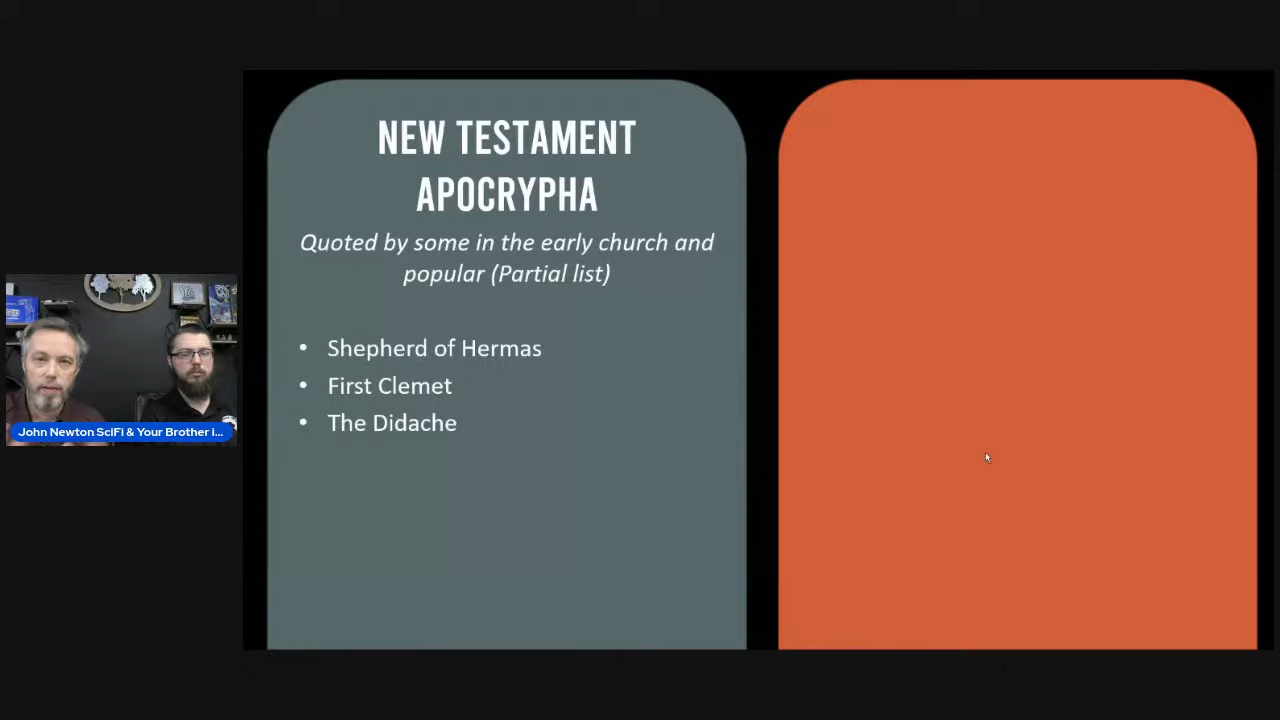 NEW TESTAMENT
APOCRYPHA
Quoted by some in the early church and
popular (Partial list)
• Shepherd of Hermas
• First Clemet
• The Didache
John Newton SciFi & Your Brother i...